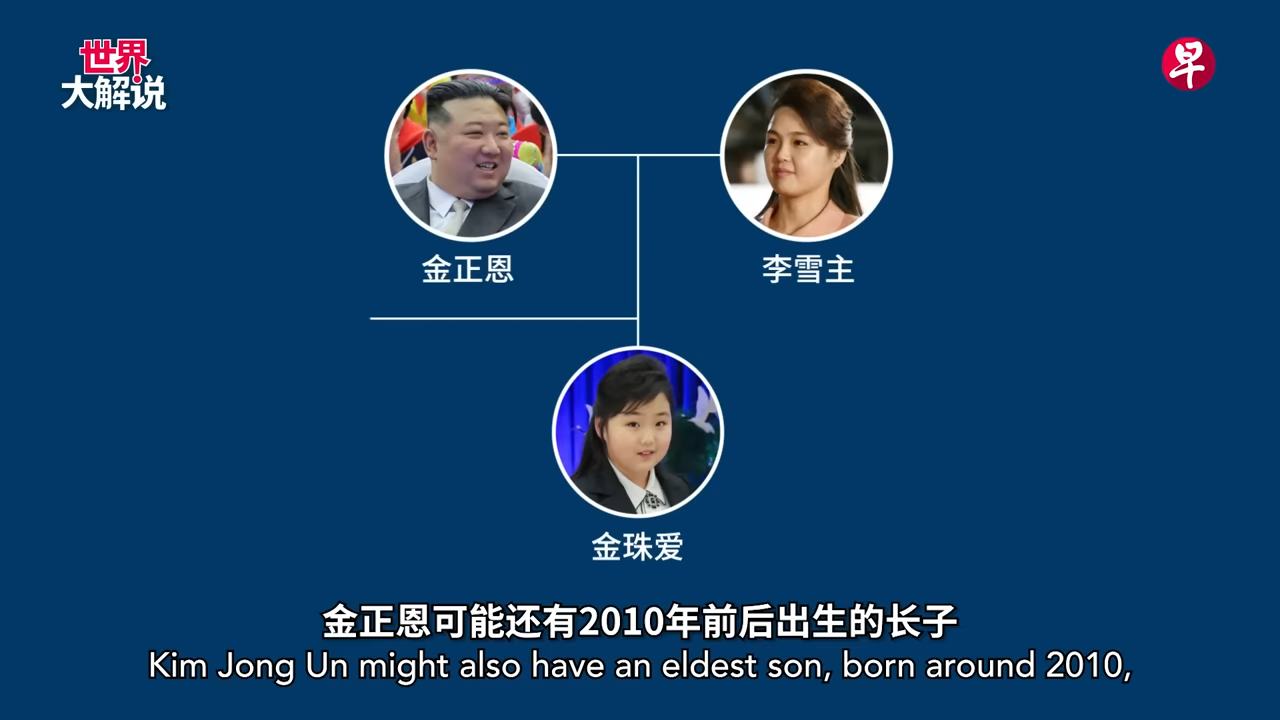 世界
大解说
早
金正恩
李雪主
金珠爱
金正恩可能还有2010年前后出生的长子
Kim Jong Un might also have an eldest son, born around 2010,